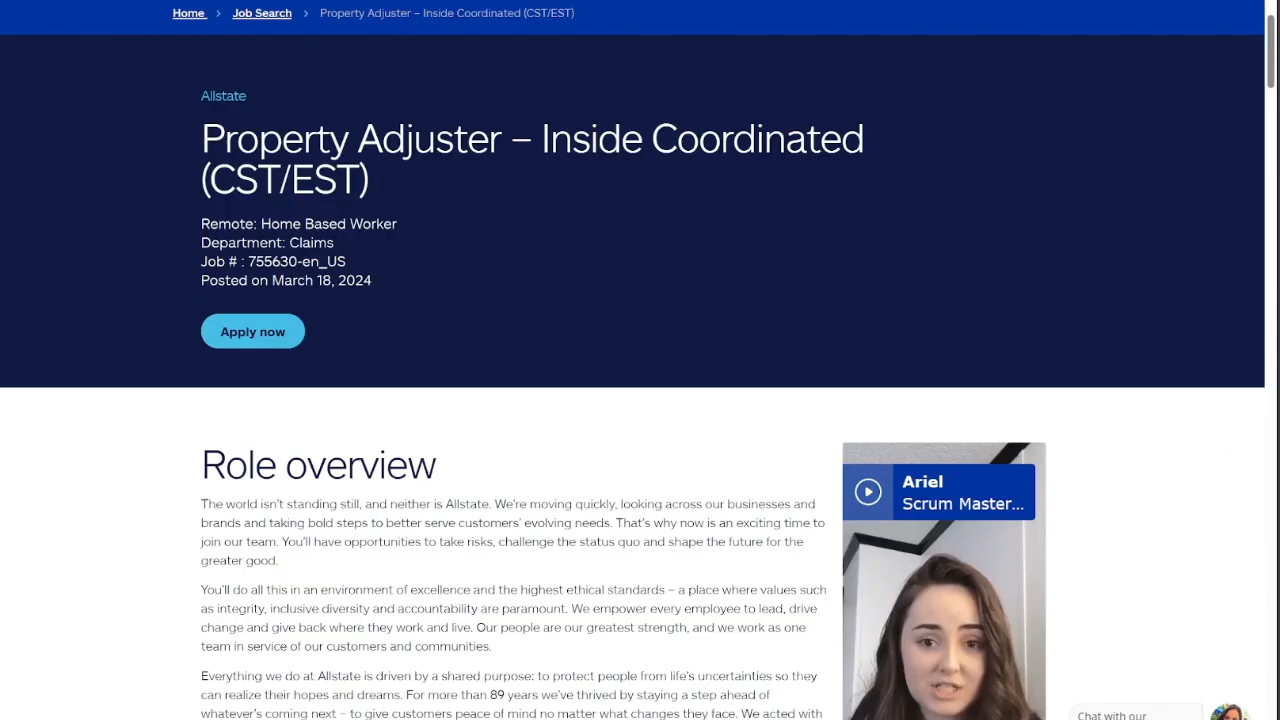 Home > Job Search > Property Adjuster – Inside Coordinated (CST/EST)
Allstate
Property Adjuster – Inside Coordinated
(CST/EST)
Remote: Home Based Worker
Department: Claims
Job # : 755630-en_US
Posted on March 18, 2024
Apply now
Role overview
The world isn't standing still, and neither is Allstate. We're moving quickly, looking across our businesses and
brands and taking bold steps to better serve customers' evolving needs. That's why now is an exciting time to
join our team. You'll have opportunities to take risks, challenge the status quo and shape the future for the
greater good.
You'll do all this in an environment of excellence and the highest ethical standards – a place where values such
as integrity, inclusive diversity and accountability are paramount. We empower every employee to lead, drive
change and give back where they work and live. Our people are our greatest strength, and we work as one
team in service of our customers and communities.
Everything we do at Allstate is driven by a shared purpose: to protect people from life's uncertainties so they
can realize their hopes and dreams. For more than 89 years we've thrived by staying a step ahead of
whatever's coming next – to give customers peace of mind no matter what changes they face. We acted with
Ariel
Scrum Master...
Chat with our